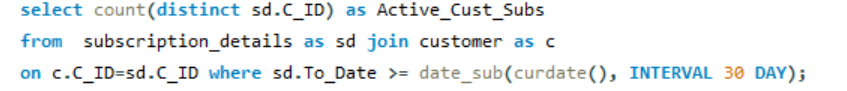 select count(distinct sd.C_ID) as Active_Cust_Subs
from  subscription_details as sd join customer as c
on c.C_ID=sd.C_ID where sd.To_Date >= date_sub(curdate(), INTERVAL 30 DAY);